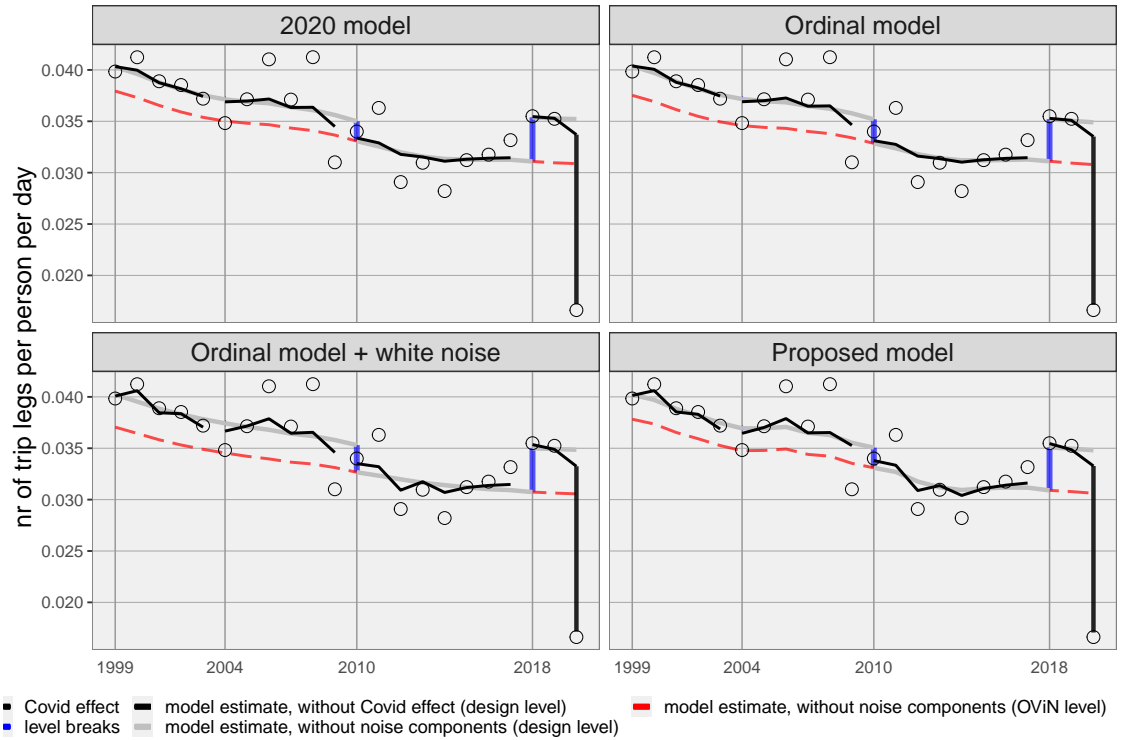 2020 model
Ordinal model
0.040
0.035
0.030
0.025
0.020
Ordinal model + white noise
Proposed model
0.040
0.035
0.030
0.025
0.020
nr of trip legs per person per day
1999 2004 2010 2018
1999 2004 2010 2018
Covid effect
model estimate, without Covid effect (design level)
model estimate, without noise components (OViN level)
level breaks
model estimate, without noise components (design level)